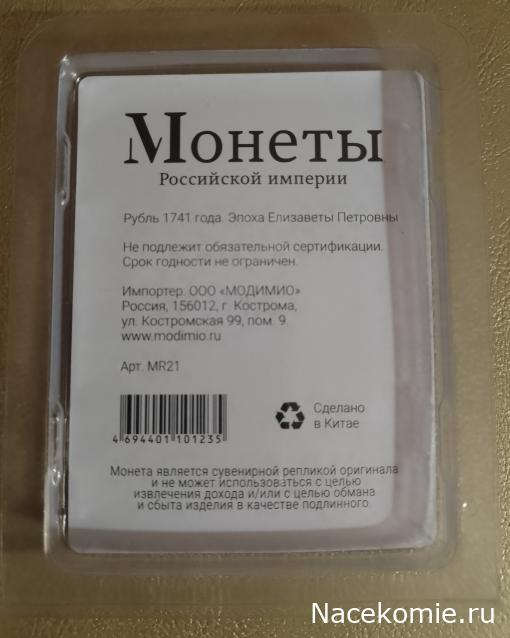 Монеты
Российской империи
Рубль 1741 года. Эпоха Елизаветы Петровны
Не подлежит обязательной сертификации.
Срок годности не ограничен.
Импортер: ООО «МОДИМИО»
Россия, 156012, г. Кострома,
ул. Костромская 99, пом. 9.
www.modimio.ru
Арт. MR21
4 694401 101235
Сделано
в Китае
Монета является сувенирной репликой оригинала
и не может использоваться с целью
извлечения дохода и/или с целью обмана
и сбыта изделия в качестве подлинного.
Nacekomie.ru